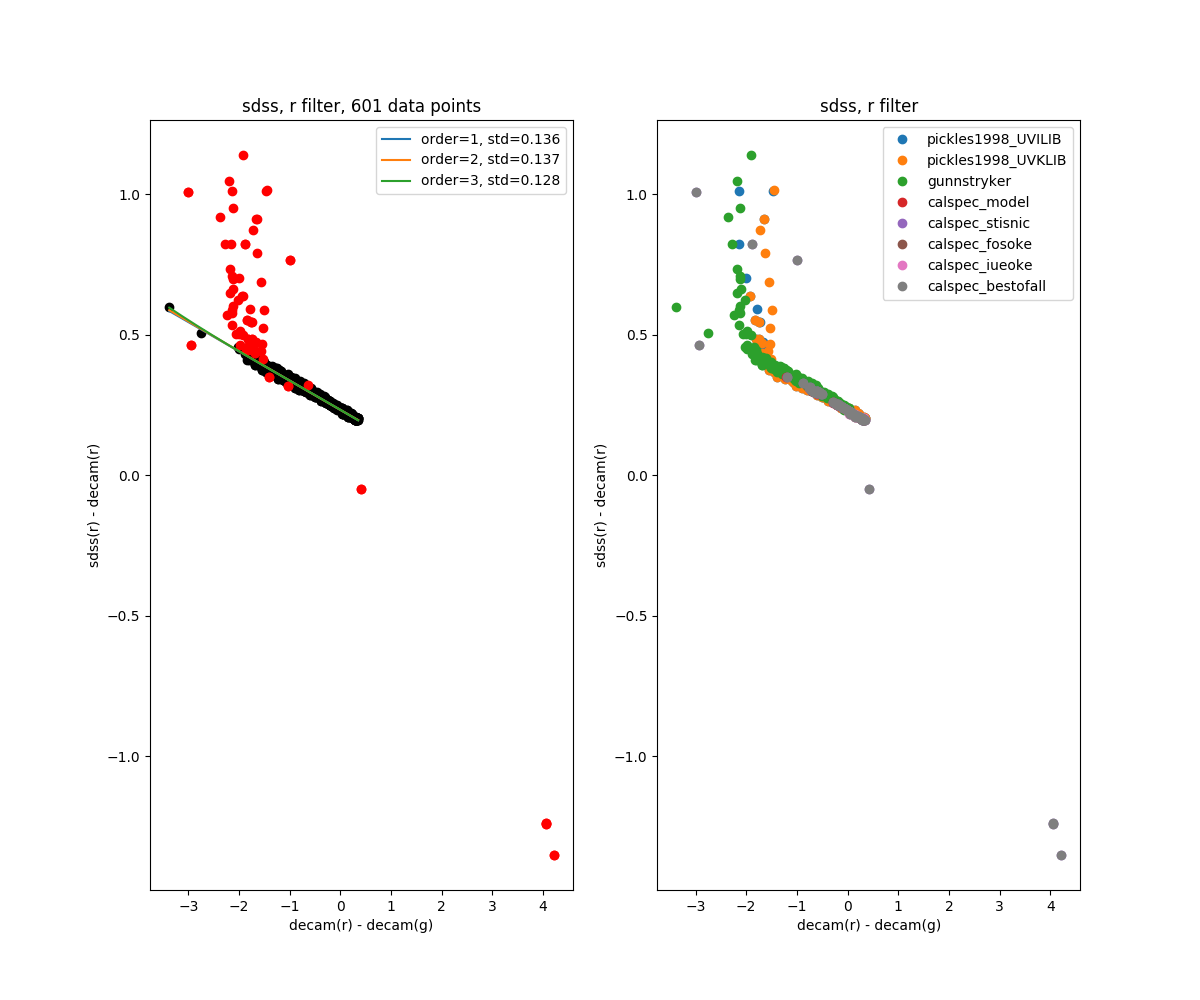 sdss, r filter, 601 data points
order=1, std=0.136
order=2, std=0.137
order=3, std=0.128
1.0
0.5
0.0
−0.5
−1.0
sdss(r) - decam(r)
−3
−2
−1
0
1
2
3
4
decam(r) - decam(g)
sdss, r filter
pickles1998_UVILIB
pickles1998_UVKLIB
gunnstryker
calspec_model
calspec_stisnic
calspec_fosoke
calspec_iueoke
calspec_bestofall
1.0
0.5
0.0
−0.5
−1.0
sdss(r) - decam(r)
−3
−2
−1
0
1
2
3
4
decam(r) - decam(g)